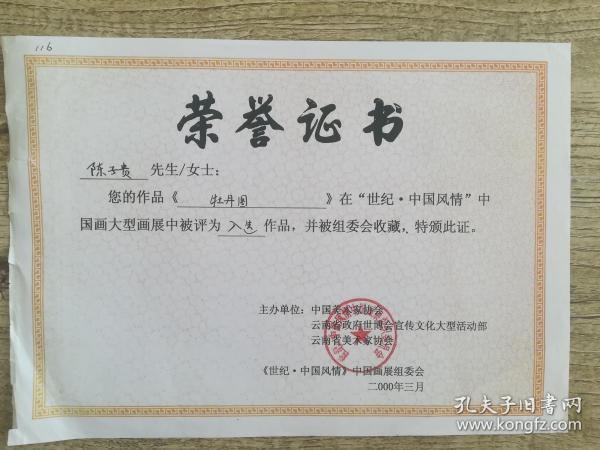 116
荣誉证书
陈子贵 先生/女士：
您的作品《 牡丹图 》在“世纪·中国风情”中
国画大型画展中被评为 入选 作品，并被组委会收藏，特颁此证。
主办单位：中国美术家协会
云南省政府世博会宣传文化大型活动部
云南省美术家协会
《世纪·中国风情》中国画展组委会
二000年三月
孔夫子旧书网
www.kongfz.com